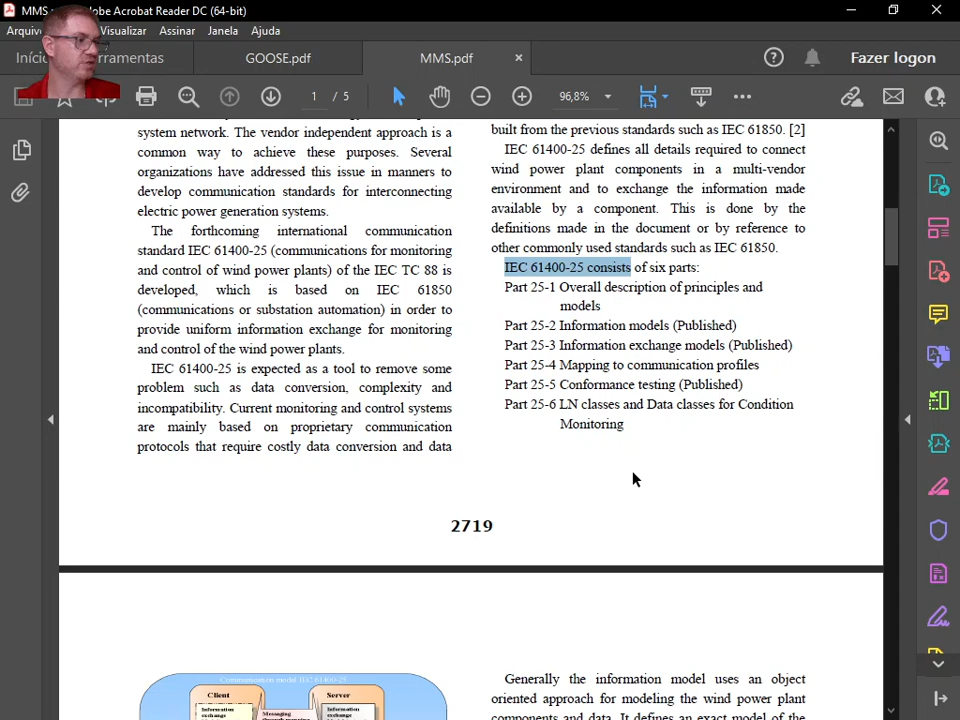 MMS
Adobe Acrobat Reader DC (64-bit)
Visualizar
Assinar
Janela
Ajuda
GOOSE.pdf
MMS.pdf
Fazer logon
1 / 5
96,8%
system network. The vendor independent approach is a
common way to achieve these purposes. Several
organizations have addressed this issue in manners to
develop communication standards for interconnecting
electric power generation systems.
The forthcoming international communication
standard IEC 61400-25 (communications for monitoring
and control of wind power plants) of the IEC TC 88 is
developed, which is based on IEC 61850
(communications or substation automation) in order to
provide uniform information exchange for monitoring
and control of the wind power plants.
IEC 61400-25 is expected as a tool to remove some
problem such as data conversion, complexity and
incompatibility. Current monitoring and control systems
are mainly based on proprietary communication
protocols that require costly data conversion and data
built from the previous standards such as IEC 61850. [2]
IEC 61400-25 defines all details required to connect
wind power plant components in a multi-vendor
environment and to exchange the information made
available by a component. This is done by the
definitions made in the document or by reference to
other commonly used standards such as IEC 61850.
IEC 61400-25 consists of six parts:
Part 25-1 Overall description of principles and
models
Part 25-2 Information models (Published)
Part 25-3 Information exchange models (Published)
Part 25-4 Mapping to communication profiles
Part 25-5 Conformance testing (Published)
Part 25-6 LN classes and Data classes for Condition
Monitoring
2719
Communication model IEC 61400-25
Client
Server
Information
exchange
Messaging
Information
exchange
Generally the information model uses an object
oriented approach for modeling the wind power plant
components and data. It defines an exact model of the